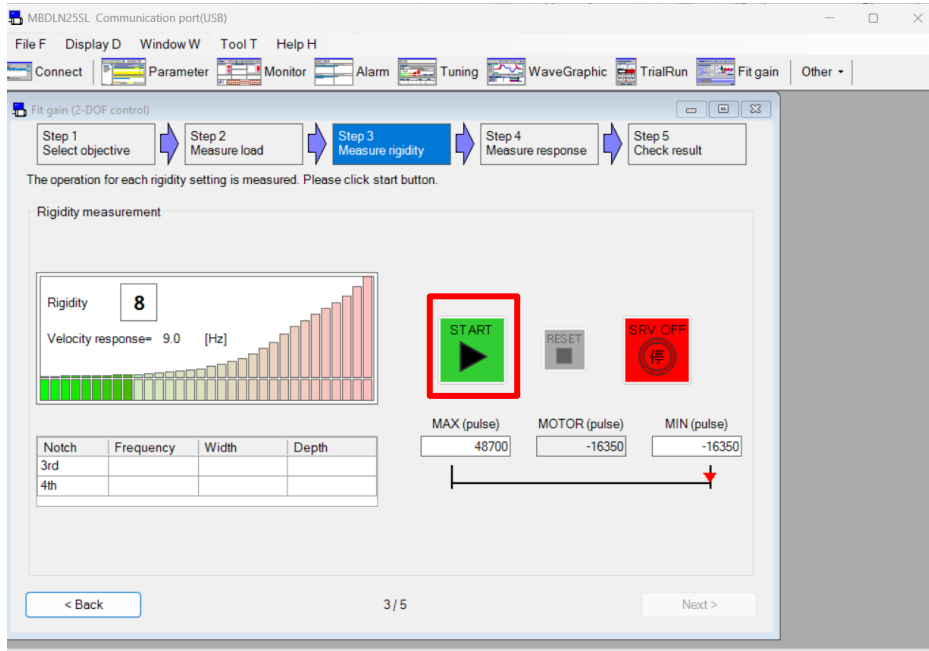 MBDLN25SL Communication port(USB)
File F Display D Window W Tool T Help H
Connect Parameter Monitor Alarm Tuning WaveGraphic TrialRun Fit gain Other
Fit gain (2-DOF control)
Step 1 Step 2 Step 3 Step 4 Step 5
Select objective Measure load Measure rigidity Measure response Check result
The operation for each rigidity setting is measured. Please click start button.
Rigidity measurement
Rigidity 8
Velocity response= 9.0 [Hz]
START RESET SRV OFF
停
MAX (pulse) MOTOR (pulse) MIN (pulse)
48700 -16350 -16350
Notch Frequency Width Depth
3rd
4th
< Back 3 / 5 Next >